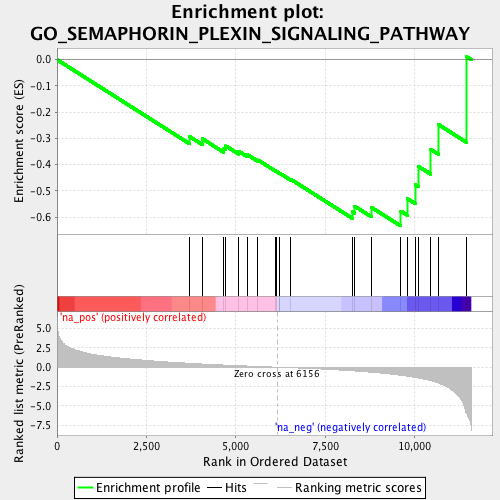 Enrichment plot:
GO_SEMAPHORIN_PLEXIN_SIGNALING_PATHWAY
Enrichment score (ES)
0.0
-0.1
-0.2
-0.3
-0.4
-0.5
-0.6
'na_pos' (positively correlated)
Ranked list metric (PreRanked)
5.0
2.5
0.0
-2.5
-5.0
-7.5
Zero cross at 6156
'na_neg' (negatively correlated)
0
2,500
5,000
7,500
10,000
Rank in Ordered Dataset
Enrichment profile
Hits
Ranking metric scores